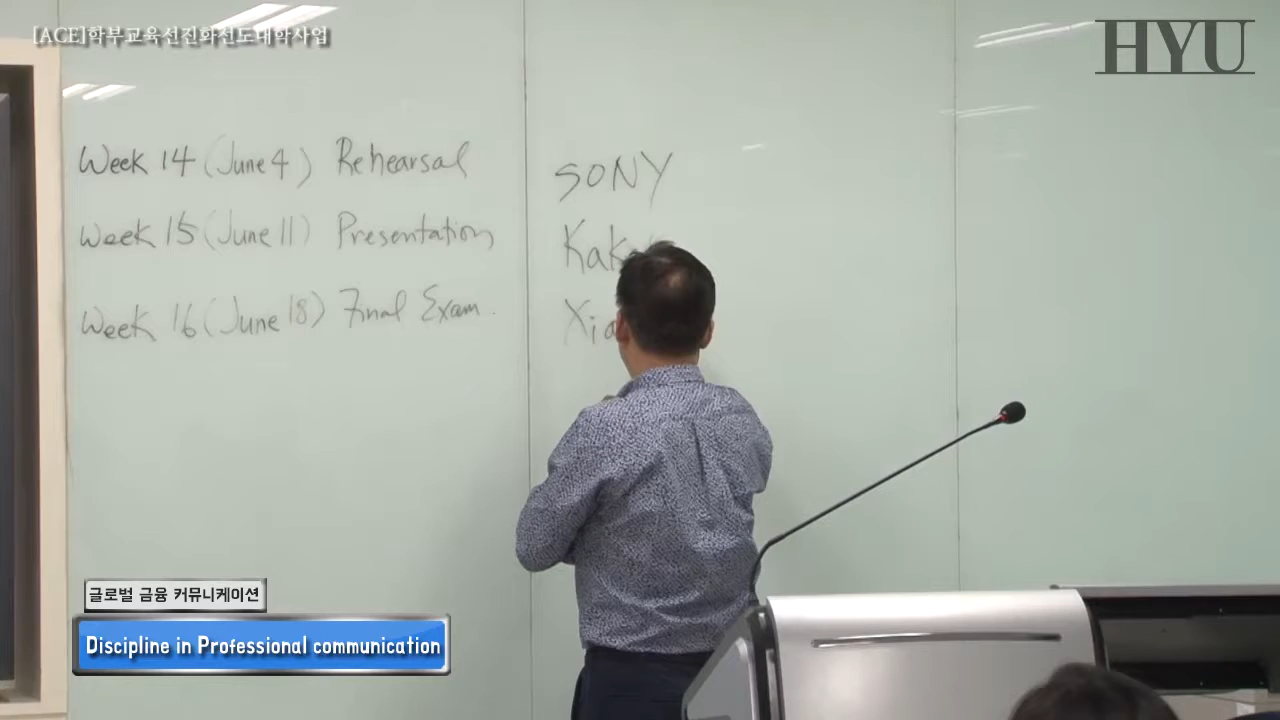 [ACE]학부교육선진화선도대학사업
HYU
Week 14 (June 4) Rehearsal
Week 15 (June 11) Presentation
Week 16 (June 18) Final Exam.
SONY
글로벌 금융 커뮤니케이션
Discipline in Professional communication